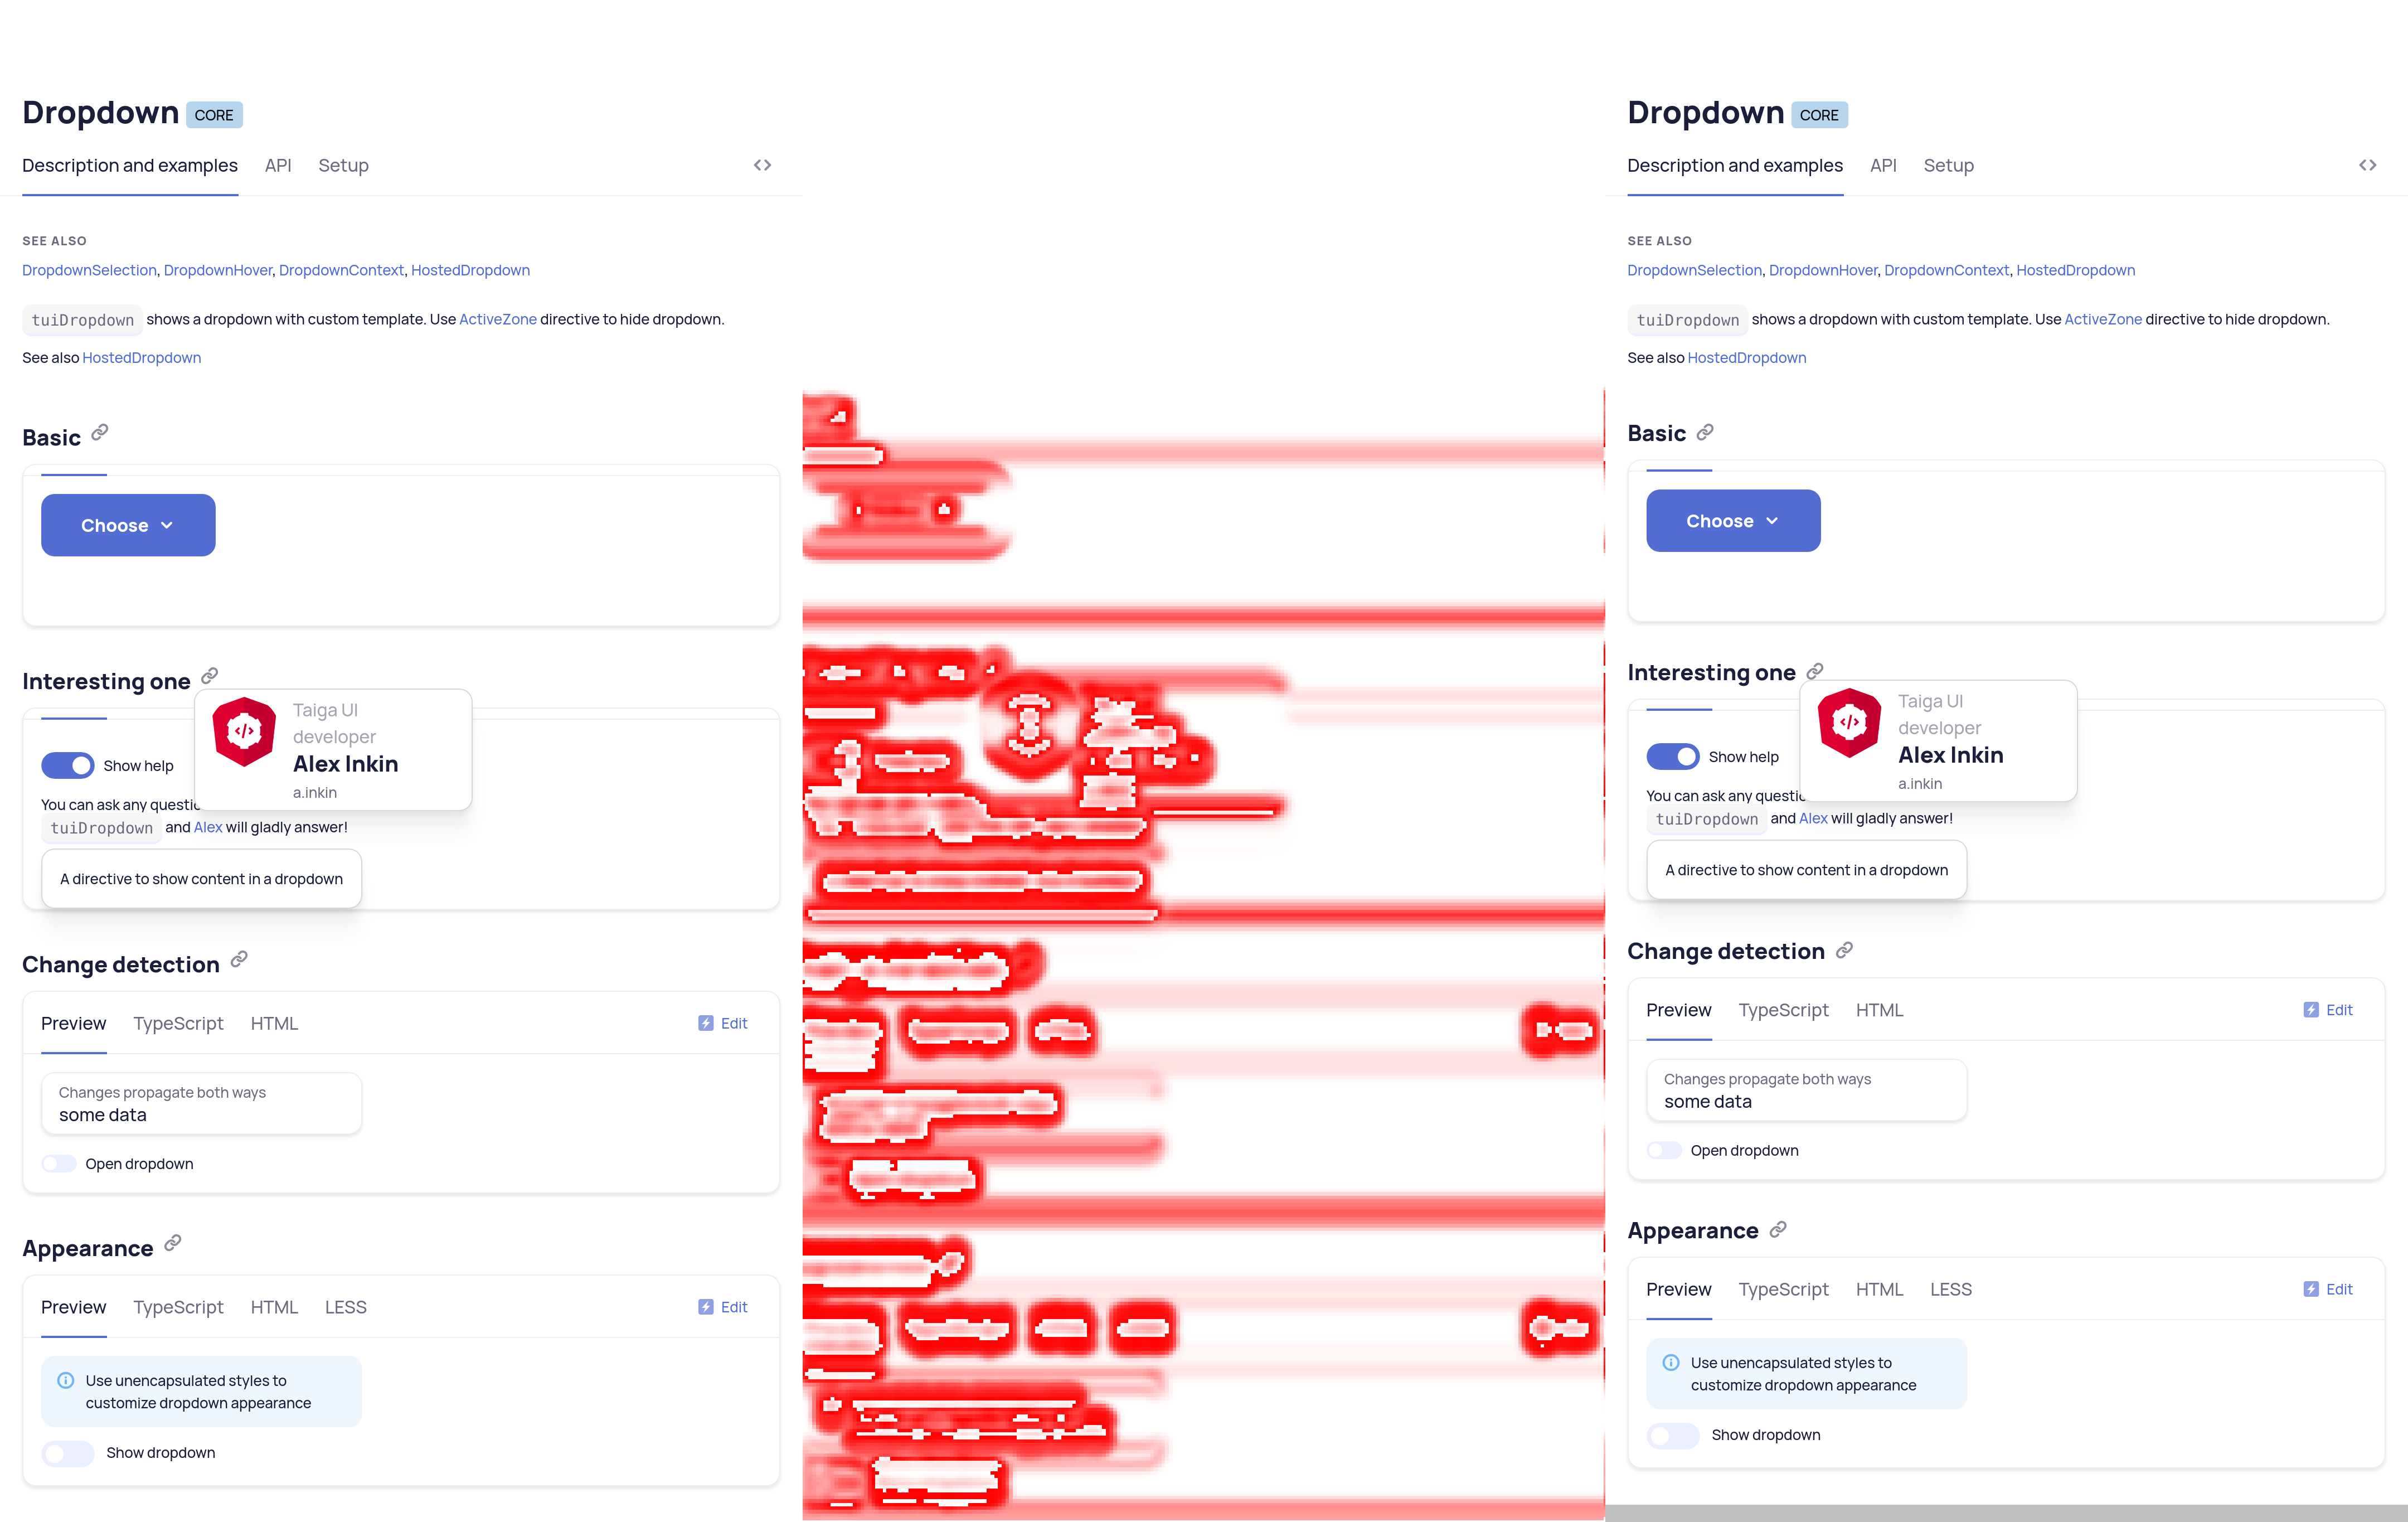 Dropdown CORE
Description and examples API Setup
SEE ALSO
DropdownSelection, DropdownHover, DropdownContext, HostedDropdown
tuiDropdown shows a dropdown with custom template. Use ActiveZone directive to hide dropdown.
See also HostedDropdown
Basic
Choose
Interesting one
Taiga UI
developer
Alex Inkin
a.inkin
Show help
You can ask any questic
tuiDropdown and Alex will gladly answer!
A directive to show content in a dropdown
Change detection
Preview TypeScript HTML Edit
Changes propagate both ways
some data
Open dropdown
Appearance
Preview TypeScript HTML LESS Edit
Use unencapsulated styles to
customize dropdown appearance
Show dropdown
Dropdown CORE
Description and examples API Setup
SEE ALSO
DropdownSelection, DropdownHover, DropdownContext, HostedDropdown
tuiDropdown shows a dropdown with custom template. Use ActiveZone directive to hide dropdown.
See also HostedDropdown
Basic
Choose
Interesting one
Taiga UI
developer
Alex Inkin
a.inkin
Show help
You can ask any questic
tuiDropdown and Alex will gladly answer!
A directive to show content in a dropdown
Change detection
Preview TypeScript HTML Edit
Changes propagate both ways
some data
Open dropdown
Appearance
Preview TypeScript HTML LESS Edit
Use unencapsulated styles to
customize dropdown appearance
Show dropdown